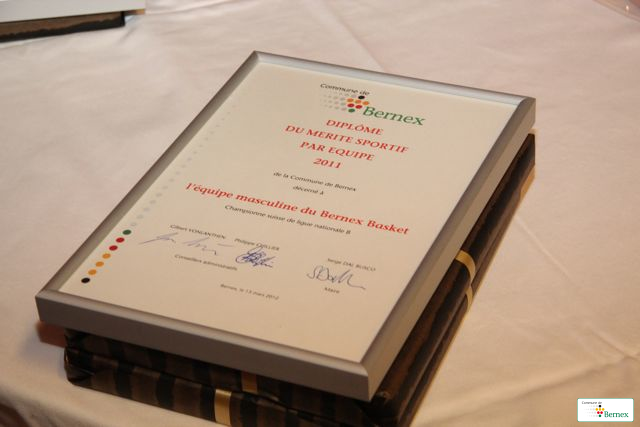 Commune de
Bernex
DIPLÔME
DU MERITE SPORTIF
PAR EQUIPE
2011
de la Commune de Bernex
décerné à
l'équipe masculine du Bernex Basket
Championne suisse de ligue nationale B
Gilbert VONLANTHEN Philippe GELLIER Serge DAL BUSCO
Conseillers administratifs Maire
Bernex, le 13 mars 2012
Commune de
Bernex